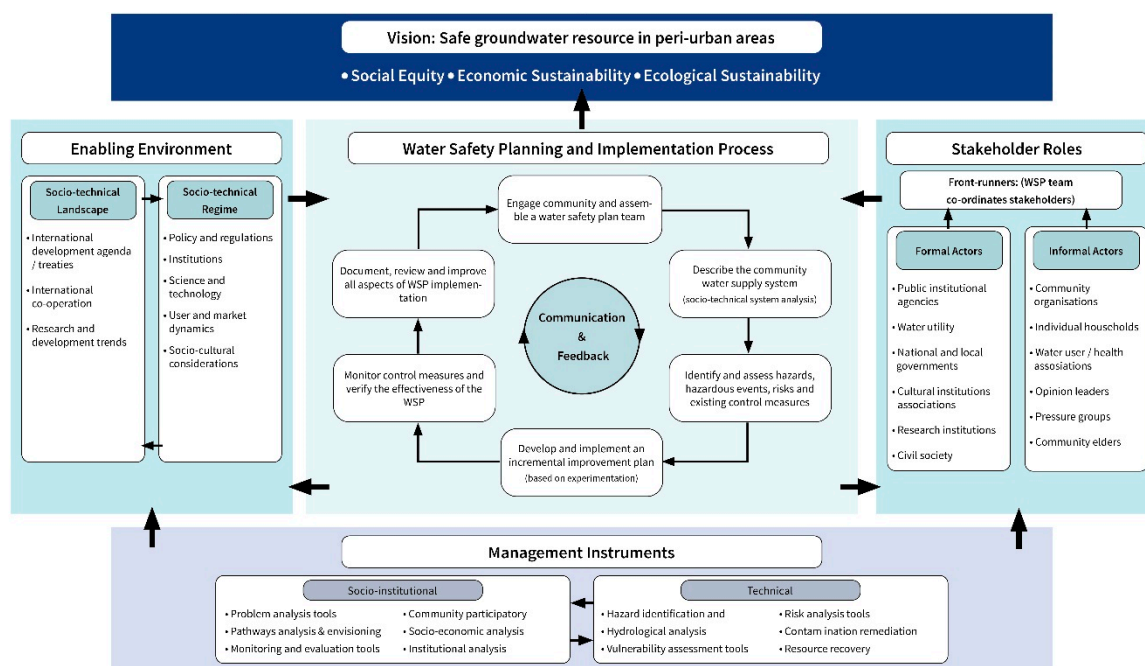 Vision: Safe groundwater resource in peri-urban areas
• Social Equity • Economic Sustainability • Ecological Sustainability
Enabling Environment
Socio-technical
Landscape
• International
development agenda
/ treaties
• International
co-operation
• Research and
development trends
Socio-technical
Regime
• Policy and regulations
• Institutions
• Science and
technology
• User and market
dynamics
• Socio-cultural
considerations
Water Safety Planning and Implementation Process
Engage community and assem-
ble a water safety plan team
Describe the community
water supply system
(socio-technical system analysis)
Identify and assess hazards,
hazardous events, risks and
existing control measures
Develop and implement an
incremental improvement plan
(based on experimentation)
Monitor control measures and
verify the effectiveness of the
WSP
Document, review and improve
all aspects of WSP implemen-
tation
Communication
&
Feedback
Stakeholder Roles
Front-runners: (WSP team
co-ordinates stakeholders)
Formal Actors
• Public institutional
agencies
• Water utility
• National and local
governments
• Cultural institutions
associations
• Research institutions
• Civil society
Informal Actors
• Community
organisations
• Individual households
• Water user / health
assosiations
• Opinion leaders
• Pressure groups
• Community elders
Management Instruments
Socio-institutional
• Problem analysis tools
• Pathways analysis & envisioning
• Monitoring and evaluation tools
• Community participatory
• Socio-economic analysis
• Institutional analysis
Technical
• Hazard identification and
• Hydrological analysis
• Vulnerability assessment tools
• Risk analysis tools
• Contam ination remediation
• Resource recovery